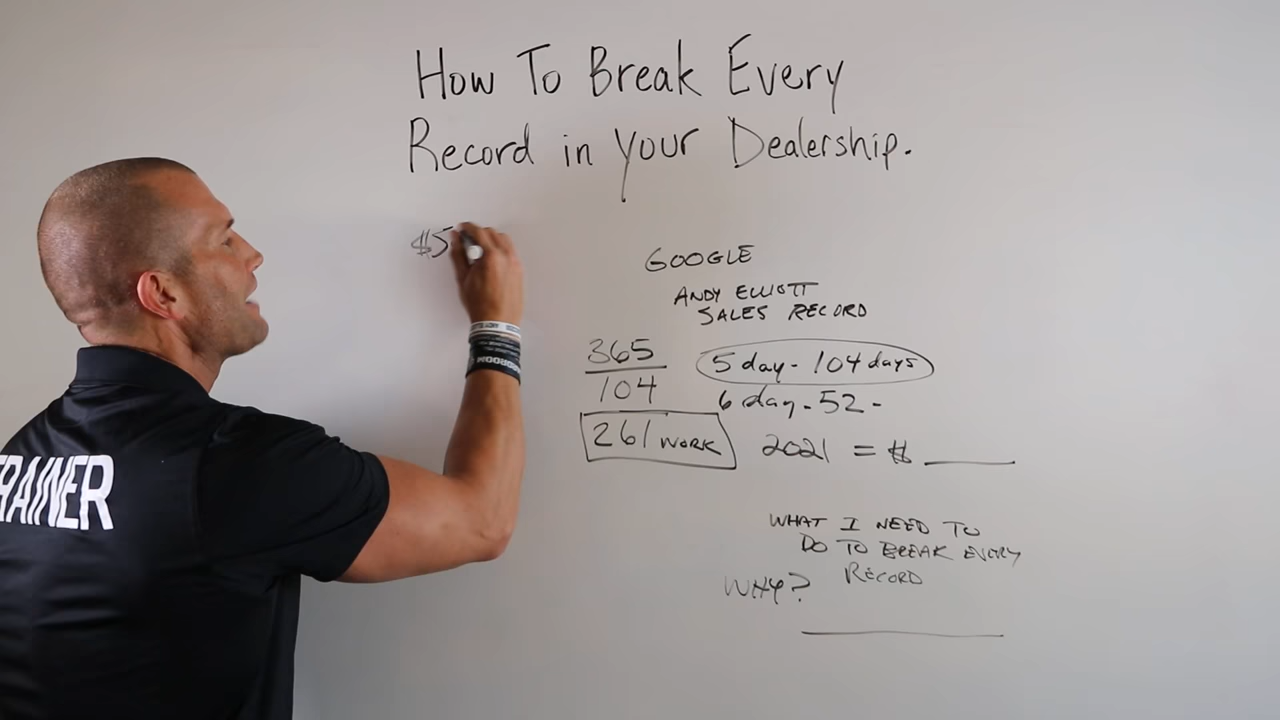 How To Break Every
Record in Your Dealership.
$5
GOOGLE
ANDY ELLIOTT
SALES RECORD
365
104
261 WORK
5 day - 104 days
6 day - 52 -
2021 = $ ____
WHAT I NEED TO
DO TO BREAK EVERY
RECORD
WHY?
TRAINER